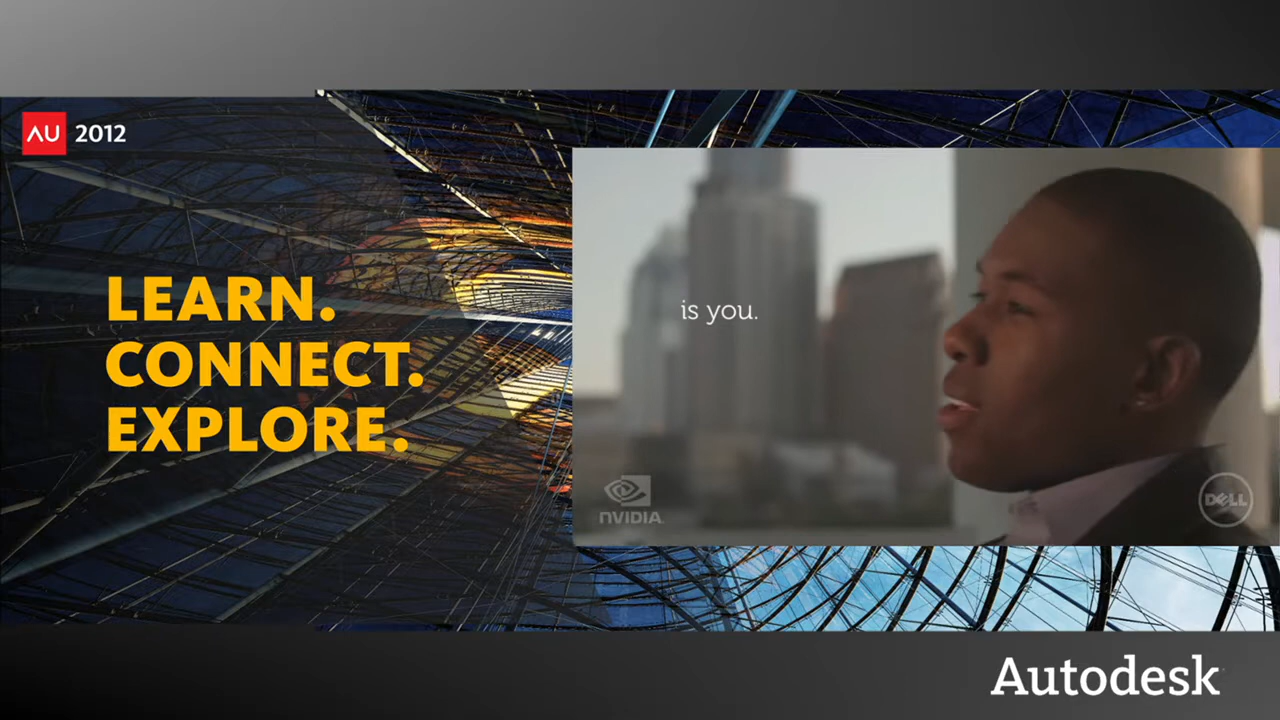 AU 2012
LEARN.
CONNECT.
EXPLORE.
is you.
NVIDIA
DELL
Autodesk